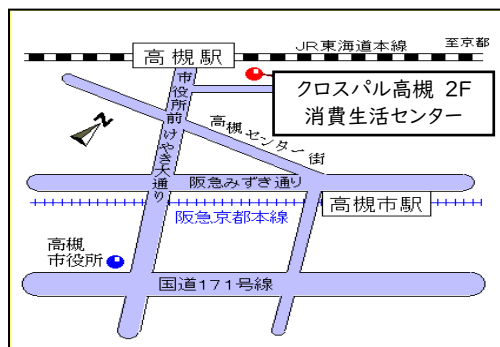 JR東海道本線
至京都
高槻駅
クロスパル高槻 2F
消費生活センター
市役所前けやき大通り
高槻センター街
N
阪急みずき通り
高槻市駅
阪急京都本線
高槻
市役所
国道171号線